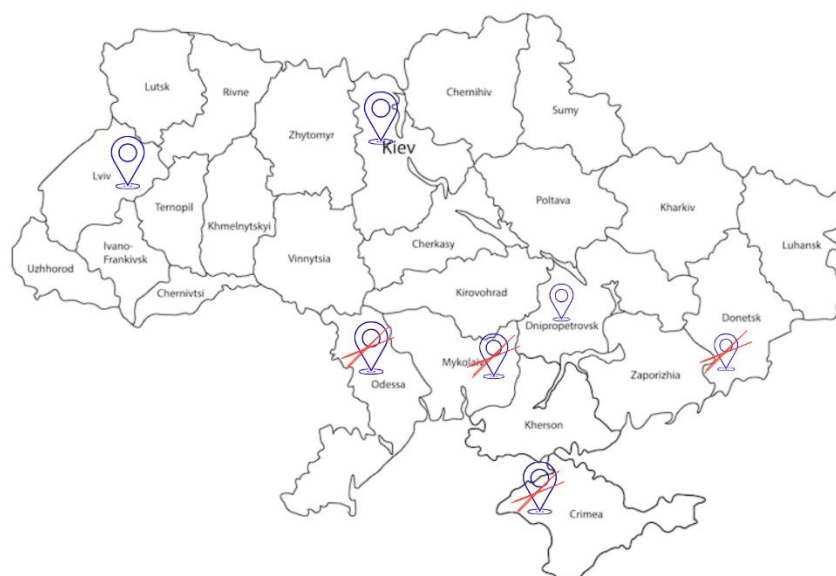 Lutsk
Rivne
Chernihiv
Sumy
Zhytomyr
Kiev
Lviv
Ternopil
Khmelnytskyi
Poltava
Kharkiv
Ivano-
Frankivsk
Uzhhorod
Vinnytsia
Cherkasy
Luhansk
Chernivtsi
Kirovohrad
Dnipropetrovsk
Donetsk
Mykolaiv
Odessa
Zaporizhia
Kherson
Crimea